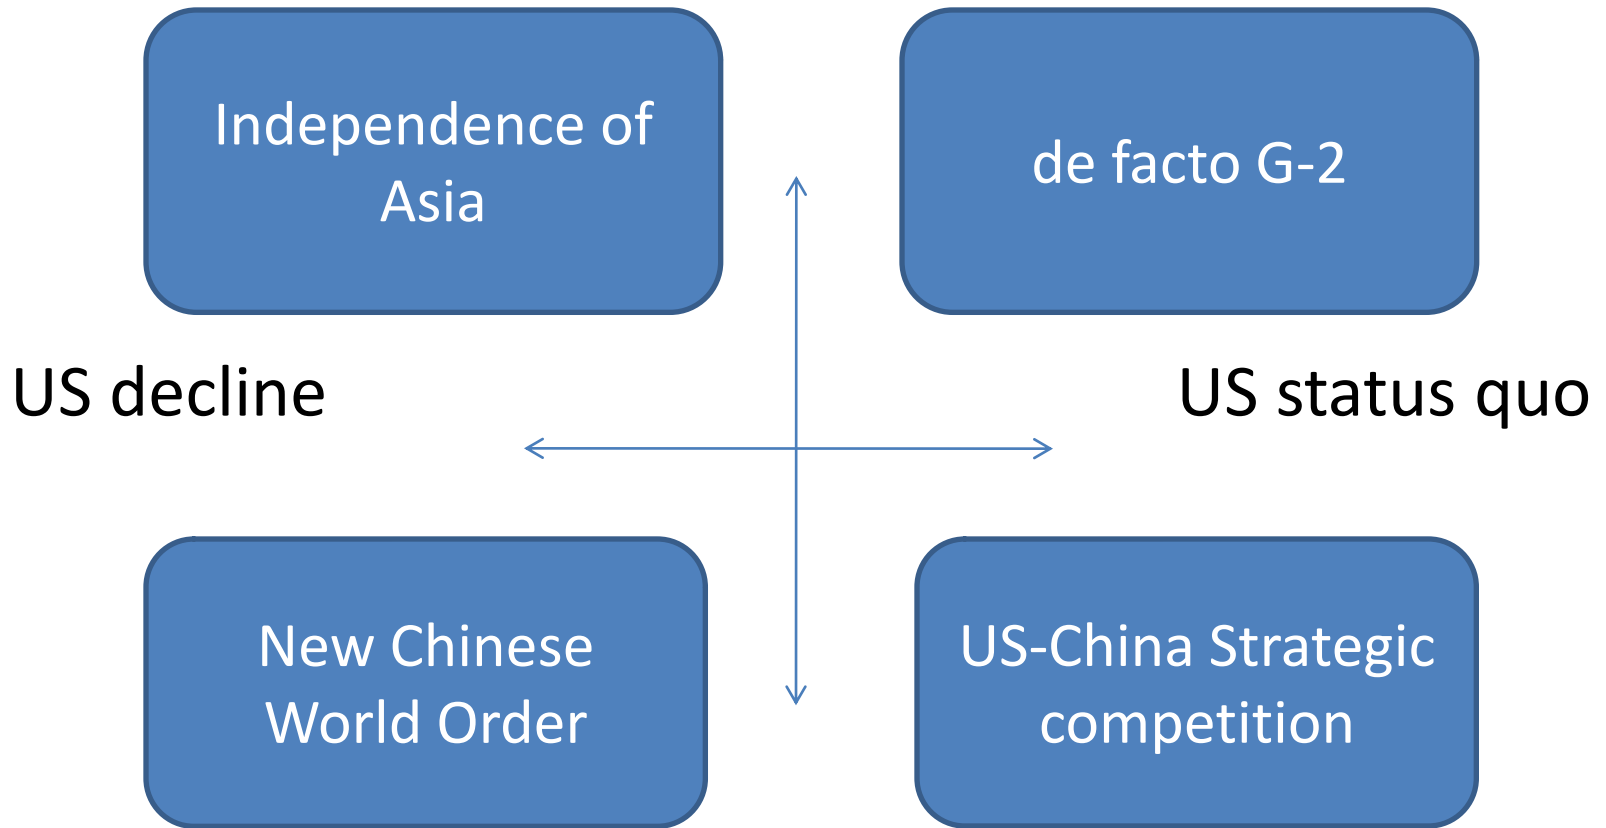 Independence of
Asia
de facto G-2
US decline
US status quo
New Chinese
World Order
US-China Strategic
competition